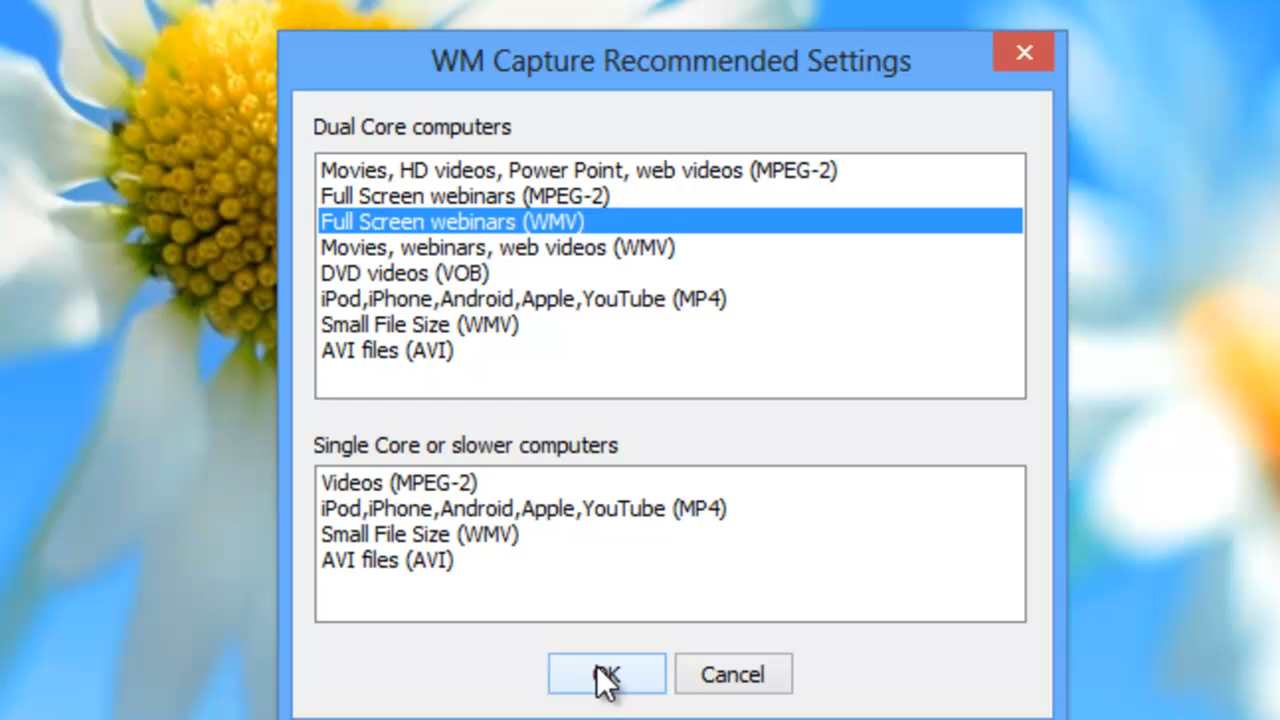 WM Capture Recommended Settings
Dual Core computers
Movies, HD videos, Power Point, web videos (MPEG-2)
Full Screen webinars (MPEG-2)
Full Screen webinars (WMV)
Movies, webinars, web videos (WMV)
DVD videos (VOB)
iPod,iPhone,Android,Apple,YouTube (MP4)
Small File Size (WMV)
AVI files (AVI)
Single Core or slower computers
Videos (MPEG-2)
iPod,iPhone,Android,Apple,YouTube (MP4)
Small File Size (WMV)
AVI files (AVI)
OK Cancel